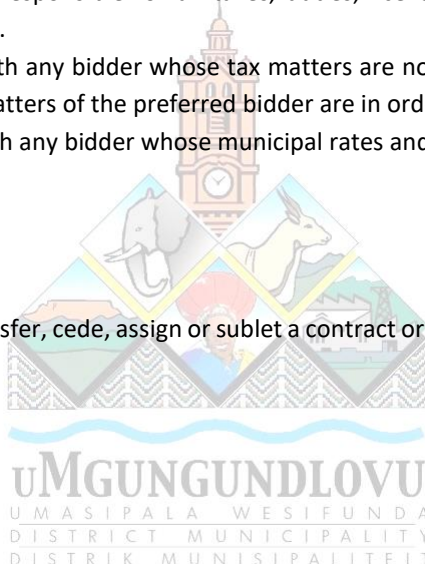 th any bidder whose tax matters are no
atters of the preferred bidder are in ord
h any bidder whose municipal rates and
sfer, cede, assign or sublet a contract or
UMGUNGUNDLOVU
UMASIPALA WESIFUNDA
DISTRICT MUNICIPALITY
DISTRIK MUNISIPALITEIT